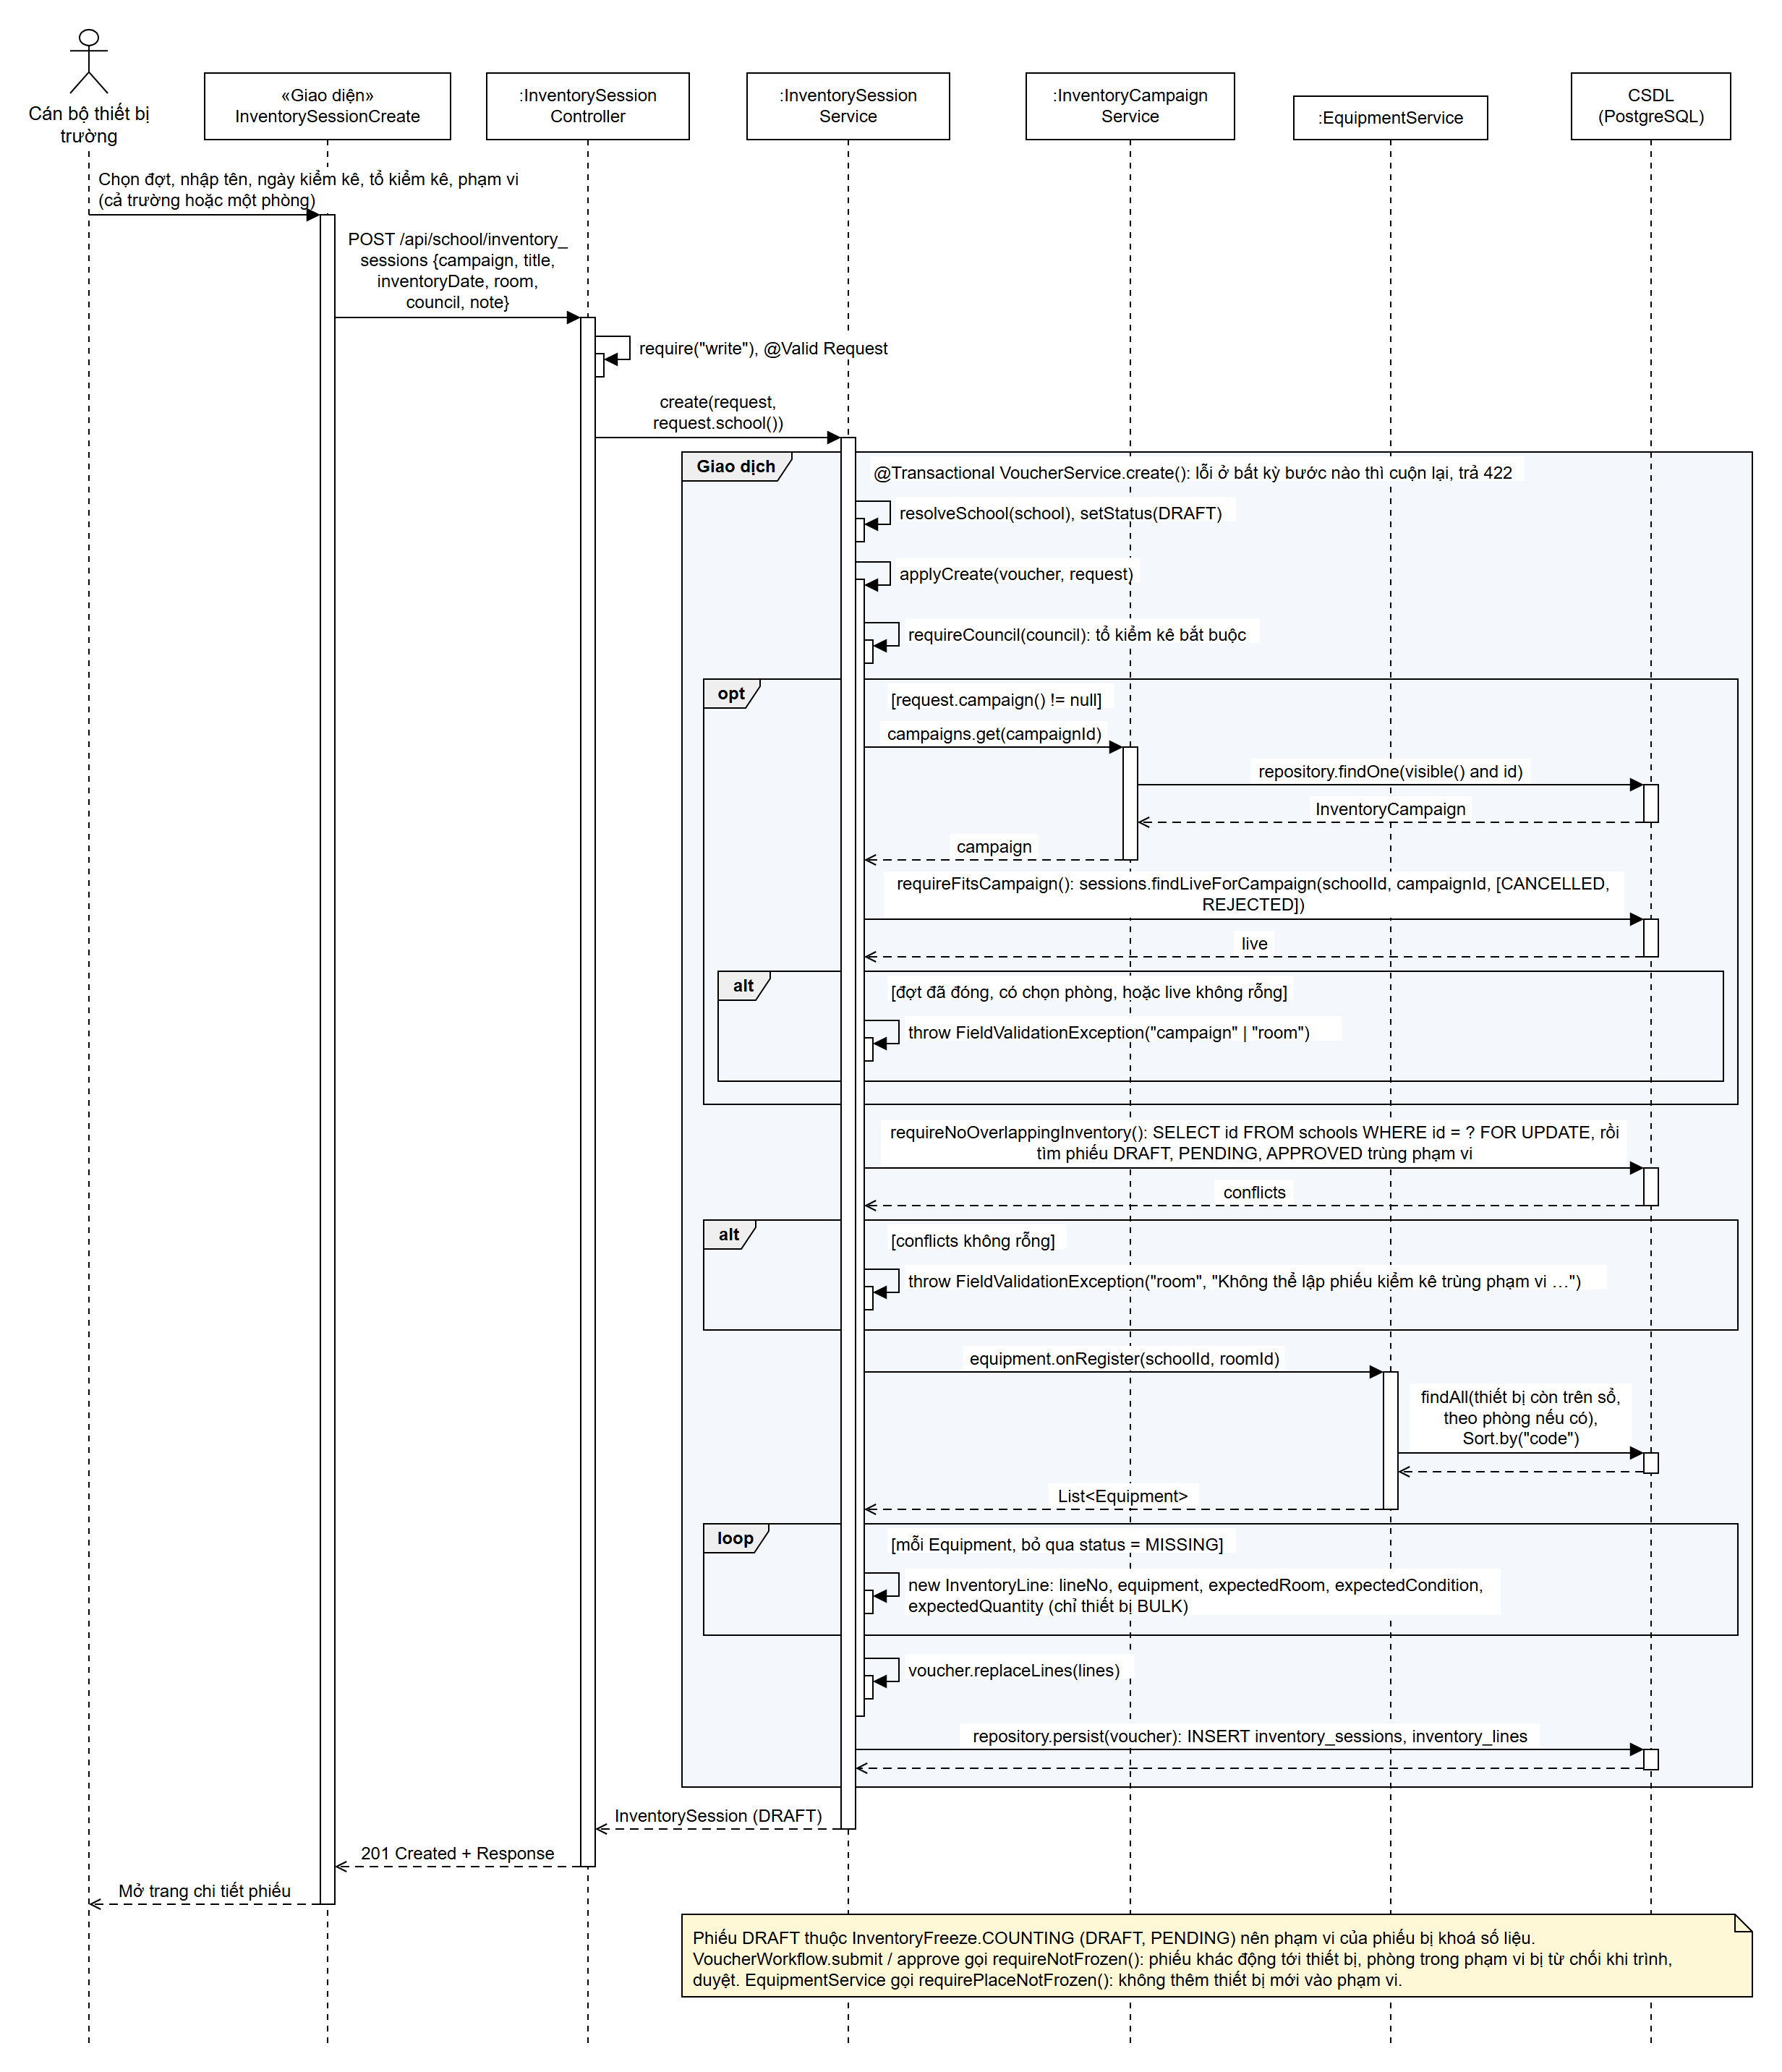 Cán bộ thiết bị
trường
«Giao diện»
InventorySessionCreate
:InventorySession
Controller
:InventorySession
Service
:InventoryCampaign
Service
:EquipmentService
CSDL
(PostgreSQL)
Chọn đợt, nhập tên, ngày kiểm kê, tổ kiểm kê, phạm vi
(cả trường hoặc một phòng)
POST /api/school/inventory_
sessions {campaign, title,
inventoryDate, room,
council, note}
require("write"), @Valid Request
create(request,
request.school())
Giao dịch
@Transactional VoucherService.create(): lỗi ở bất kỳ bước nào thì cuộn lại, trả 422
resolveSchool(school), setStatus(DRAFT)
applyCreate(voucher, request)
requireCouncil(council): tổ kiểm kê bắt buộc
opt
[request.campaign() != null]
campaigns.get(campaignId)
repository.findOne(visible() and id)
InventoryCampaign
campaign
requireFitsCampaign(): sessions.findLiveForCampaign(schoolId, campaignId, [CANCELLED,
REJECTED])
live
alt
[đợt đã đóng, có chọn phòng, hoặc live không rỗng]
throw FieldValidationException("campaign" | "room")
requireNoOverlappingInventory(): SELECT id FROM schools WHERE id = ? FOR UPDATE, rồi
tìm phiếu DRAFT, PENDING, APPROVED trùng phạm vi
conflicts
alt
[conflicts không rỗng]
throw FieldValidationException("room", "Không thể lập phiếu kiểm kê trùng phạm vi …")
equipment.onRegister(schoolId, roomId)
findAll(thiết bị còn trên sổ,
theo phòng nếu có),
Sort.by("code")
List<Equipment>
loop
[mỗi Equipment, bỏ qua status = MISSING]
new InventoryLine: lineNo, equipment, expectedRoom, expectedCondition,
expectedQuantity (chỉ thiết bị BULK)
voucher.replaceLines(lines)
repository.persist(voucher): INSERT inventory_sessions, inventory_lines
InventorySession (DRAFT)
201 Created + Response
Mở trang chi tiết phiếu
Phiếu DRAFT thuộc InventoryFreeze.COUNTING (DRAFT, PENDING) nên phạm vi của phiếu bị khoá số liệu.
VoucherWorkflow.submit / approve gọi requireNotFrozen(): phiếu khác động tới thiết bị, phòng trong phạm vi bị từ chối khi trình,
duyệt. EquipmentService gọi requirePlaceNotFrozen(): không thêm thiết bị mới vào phạm vi.